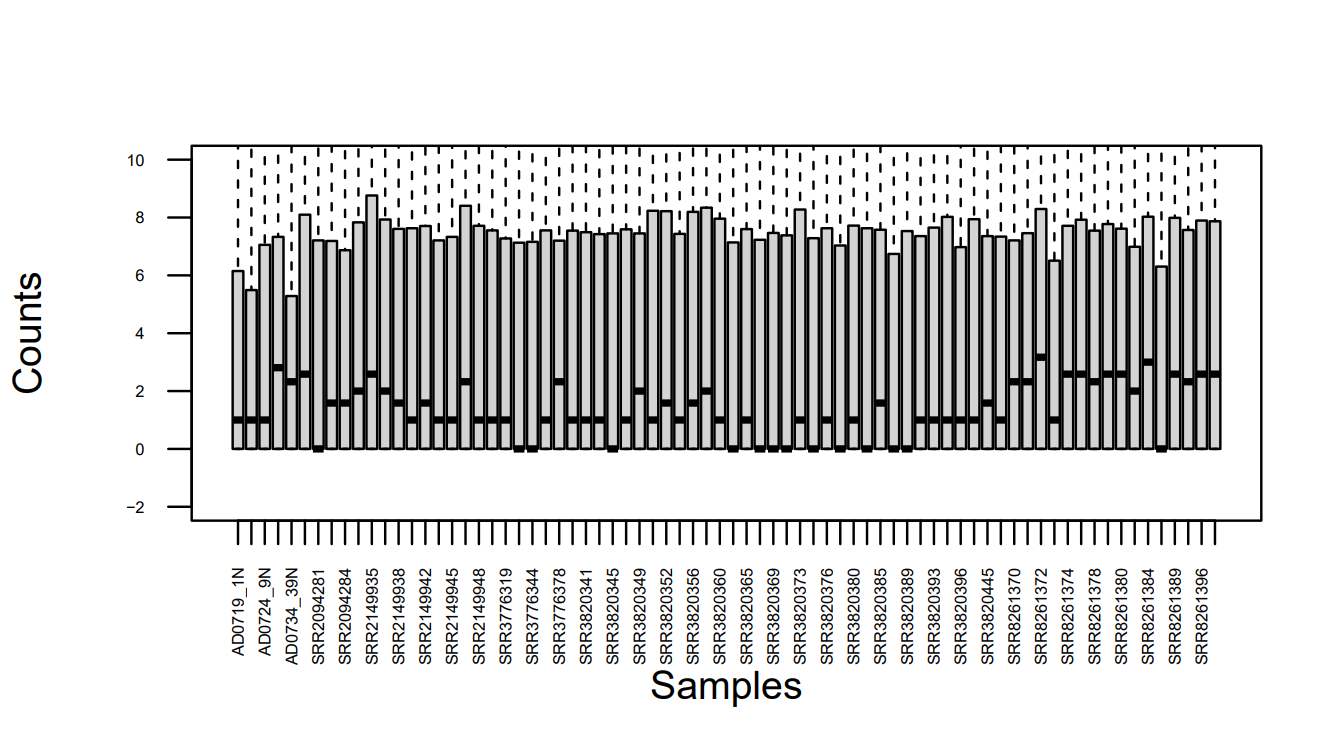 Counts
10
8
6
4
2
0
−2
AD0719_1N
AD0724_9N
AD0734_39N
SRR2094281
SRR2094284
SRR2149935
SRR2149938
SRR2149942
SRR2149945
SRR2149948
SRR3776319
SRR3776344
SRR3776378
SRR3820341
SRR3820345
SRR3820349
SRR3820352
SRR3820356
SRR3820360
SRR3820365
SRR3820369
SRR3820373
SRR3820376
SRR3820380
SRR3820385
SRR3820389
SRR3820393
SRR3820396
SRR3820445
SRR8261370
SRR8261372
SRR8261374
SRR8261378
SRR8261380
SRR8261384
SRR8261389
SRR8261396
Samples